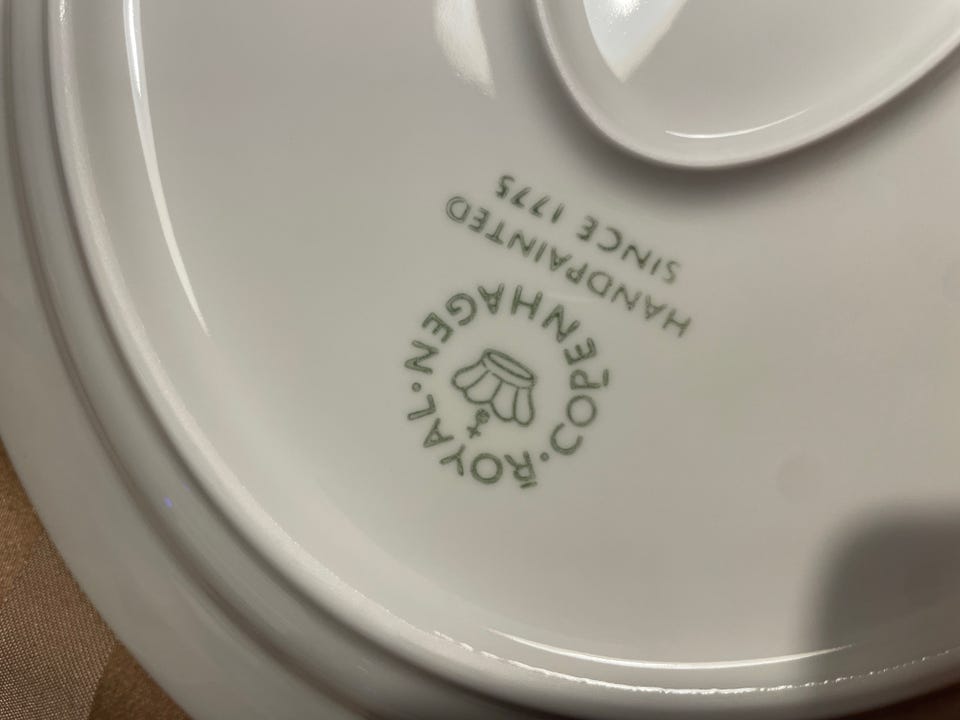 ROYAL. COPENHAGEN.
HANDPAINTED
SINCE 1775